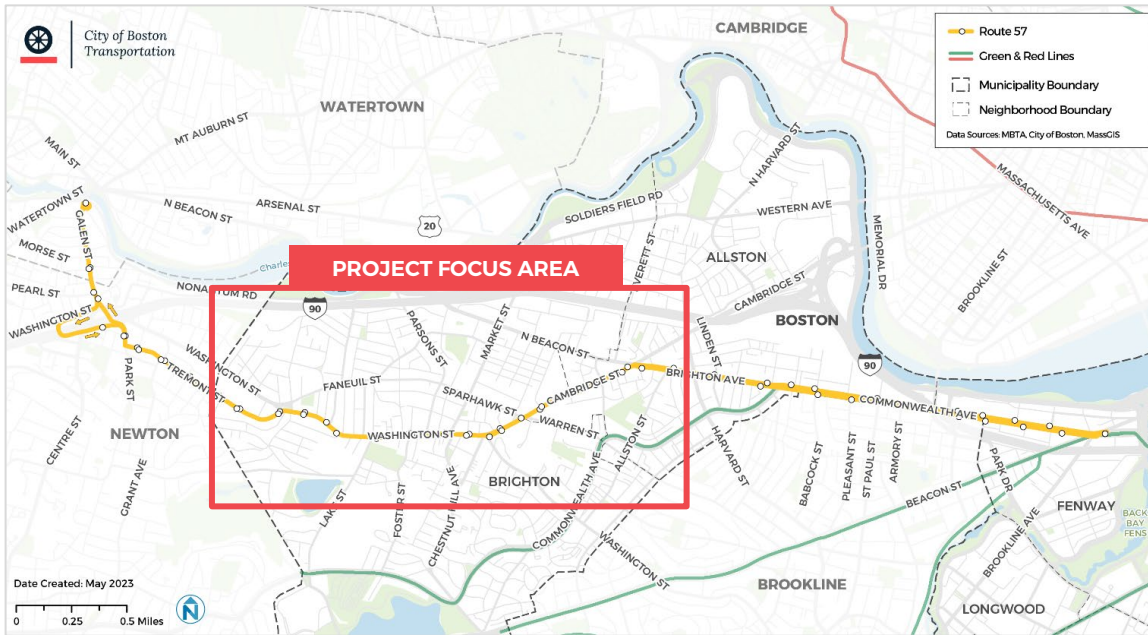 City of Boston
Transportation
CAMBRIDGE
Route 57
Green & Red Lines
Municipality Boundary
Neighborhood Boundary
Data Sources: MBTA, City of Boston, MassGIS
WATERTOWN
MT AUBURN ST
MAIN ST
WATERTOWN ST
N BEACON ST
ARSENAL ST
20
SOLDIERS FIELD RD
N HARVARD ST
WESTERN AVE
MASSACHUSETTS AVE
GALEN ST
MORSE ST
PEARL ST
WASHINGTON ST
NONANTUM RD
Charles
PROJECT FOCUS AREA
EVERETT ST
ALLSTON
CAMBRIDGE ST
MEMORIAL DR
BROOKLINE ST
90
BOSTON
LINDEN ST
PARSONS ST
MARKET ST
N BEACON ST
WASHINGTON ST
PARK ST
TREMONT ST
FANEUIL ST
SPARHAWK ST
CAMBRIDGE ST
BRIGHTON AVE
90
COMMONWEALTH AVE
NEWTON
CENTRE ST
GRANT AVE
WASHINGTON ST
WARREN ST
ALLSTON ST
HARVARD ST
BABCOCK ST
PLEASANT ST
ST PAUL ST
ARMORY ST
BEACON ST
PARK DR
FENWAY
BACK
BAY
FENS
LAKE ST
FOSTER ST
CHESTNUT HILL AVE
BRIGHTON
COMMONWEALTH AVE
WASHINGTON ST
BROOKLINE
BROOKLINE AVE
LONGWOOD
Date Created: May 2023
N
0 0.25 0.5 Miles